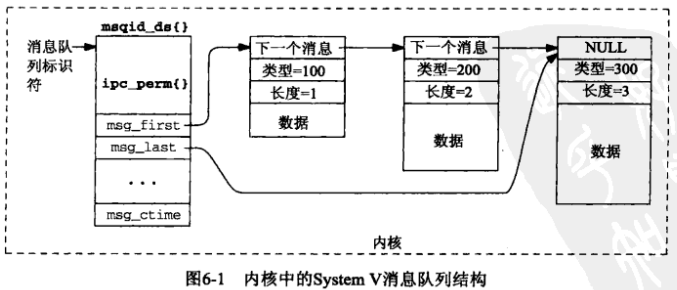 msqid_ds{}
消息队列标识符
ipc_perm{}
msg_first
msg_last
...
msg_ctime
下一个消息
类型=100
长度=1
数据
下一个消息
类型=200
长度=2
数据
NULL
类型=300
长度=3
数据
内核
图6-1 内核中的System V消息队列结构